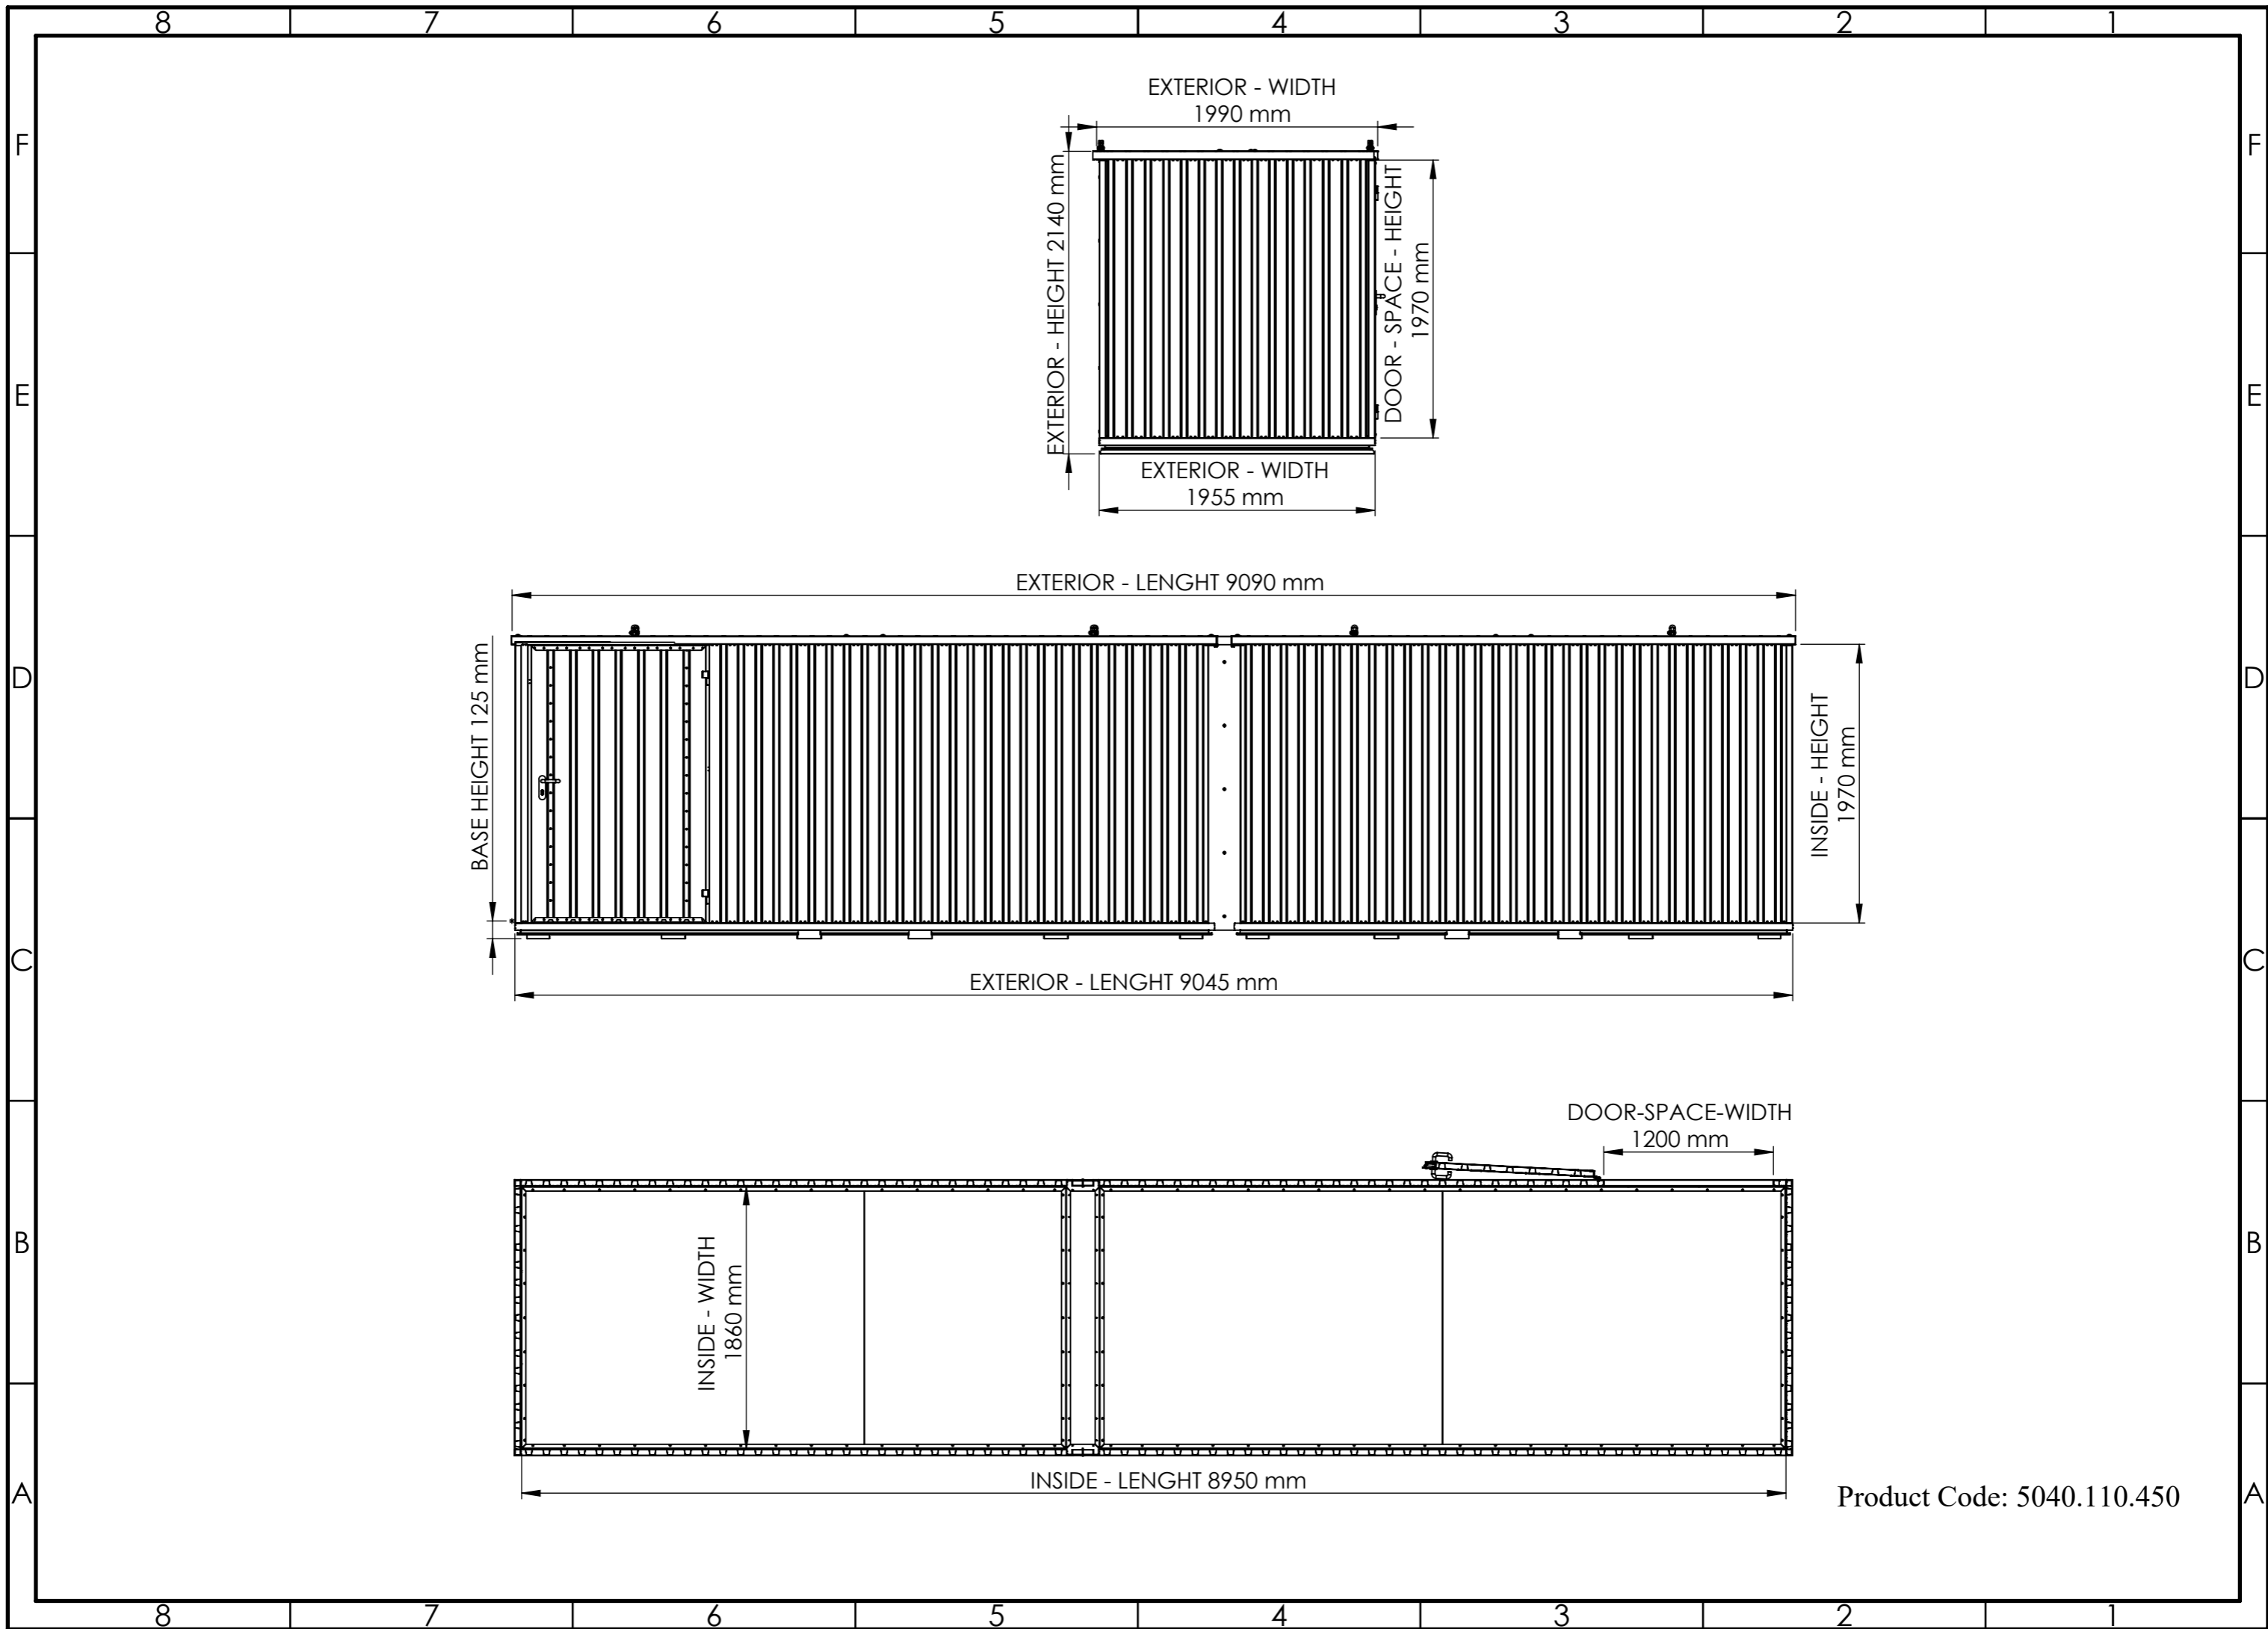 8 7 6 5 4 3 2 1
F F
E E
D D
C C
B B
A A
EXTERIOR - WIDTH
1990 mm
EXTERIOR - HEIGHT 2140 mm
DOOR - SPACE - HEIGHT
1970 mm
EXTERIOR - WIDTH
1955 mm
EXTERIOR - LENGHT 9090 mm
BASE HEIGHT 125 mm
INSIDE - HEIGHT
1970 mm
EXTERIOR - LENGHT 9045 mm
DOOR-SPACE-WIDTH
1200 mm
INSIDE - WIDTH
1860 mm
INSIDE - LENGHT 8950 mm
Product Code: 5040.110.450
8 7 6 5 4 3 2 1